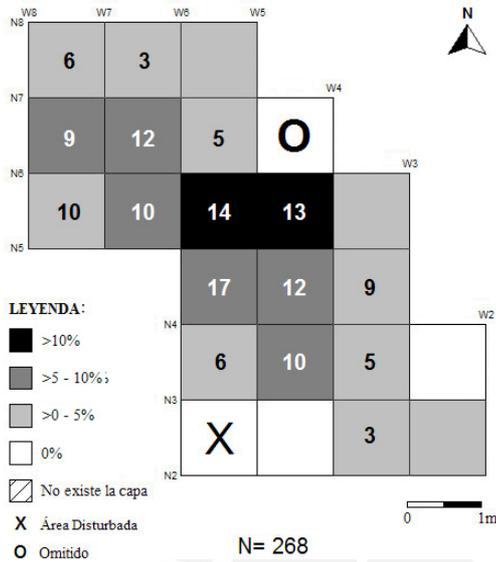 W8 W7 W6 W5
N8
N
6 3
N7
W4
9 12 5 O
N6
W3
10 10 14 13
N5
17 12 9
LEYENDA:
>10%
N4
W2
6 10 5
>5 - 10%;
>0 - 5%
N3
X 3
0%
N2
No existe la capa
X Área Disturbada
0 1m
O Omitido
N= 268